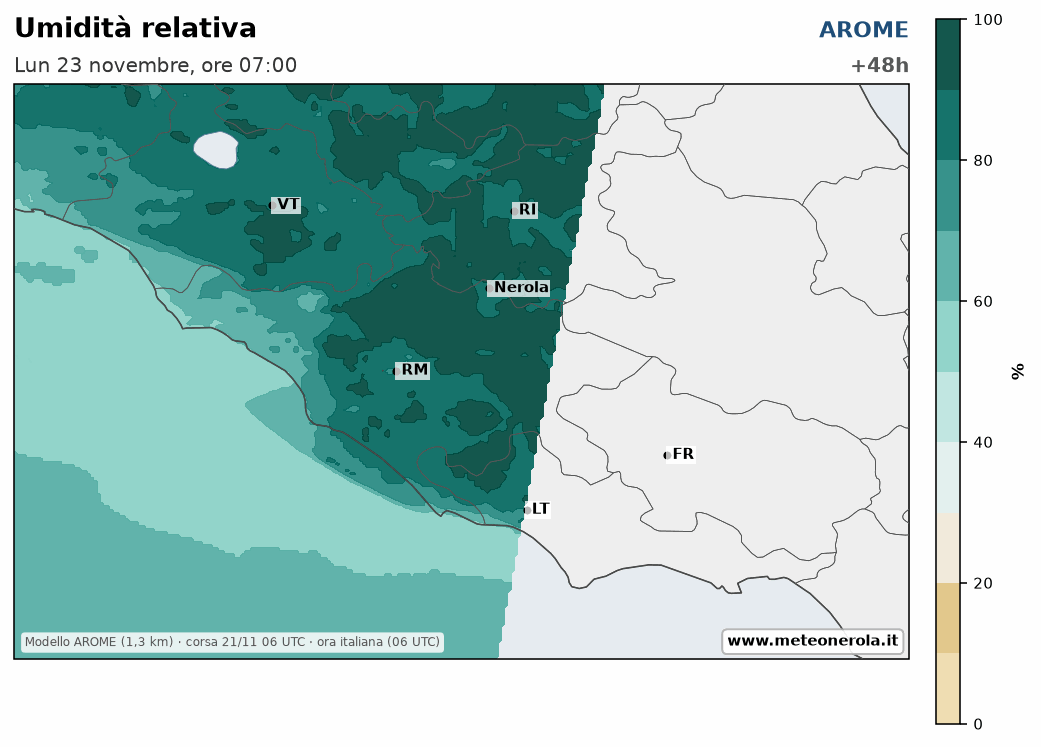 Umidità relativa
AROME
Lun 23 novembre, ore 07:00
+48h
100
80
60
40
20
0
%
VT
RI
Nerola
RM
FR
LT
Modello AROME (1,3 km) · corsa 21/11 06 UTC · ora italiana (06 UTC)
www.meteonerola.it